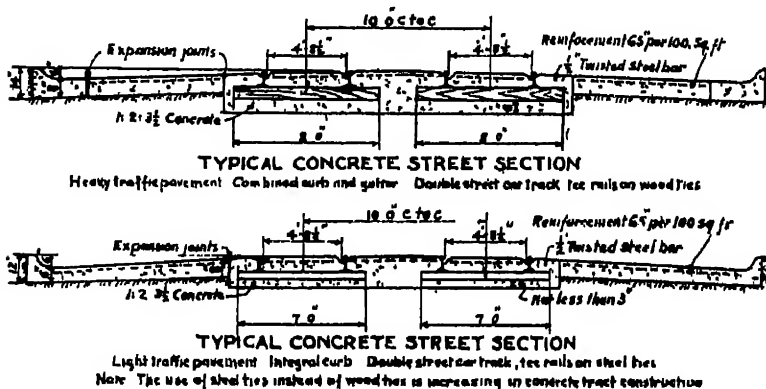 10' 0" C to C
Expansion joints
4'-8½"
4'-8½"
Reinforcement 65# per 100. Sq ft
½" Twisted Steel bar
1: 2: 3½ Concrete
8' 0"
8' 0"
TYPICAL CONCRETE STREET SECTION
Heavy traffic pavement Combined curb and gutter Double street car track tee rails on wood ties
10' 0" C to C
Expansion joints
4'-8½"
4'-8½"
Reinforcement 65# per 100 sq ft
½" Twisted Steel bar
1: 2 3½ Concrete
Not less than 3"
7' 0"
7' 0"
TYPICAL CONCRETE STREET SECTION
Light traffic pavement Integral curb Double street car track, tee rails on steel ties
Note The use of steel ties instead of wood ties is increasing in concrete tract construction